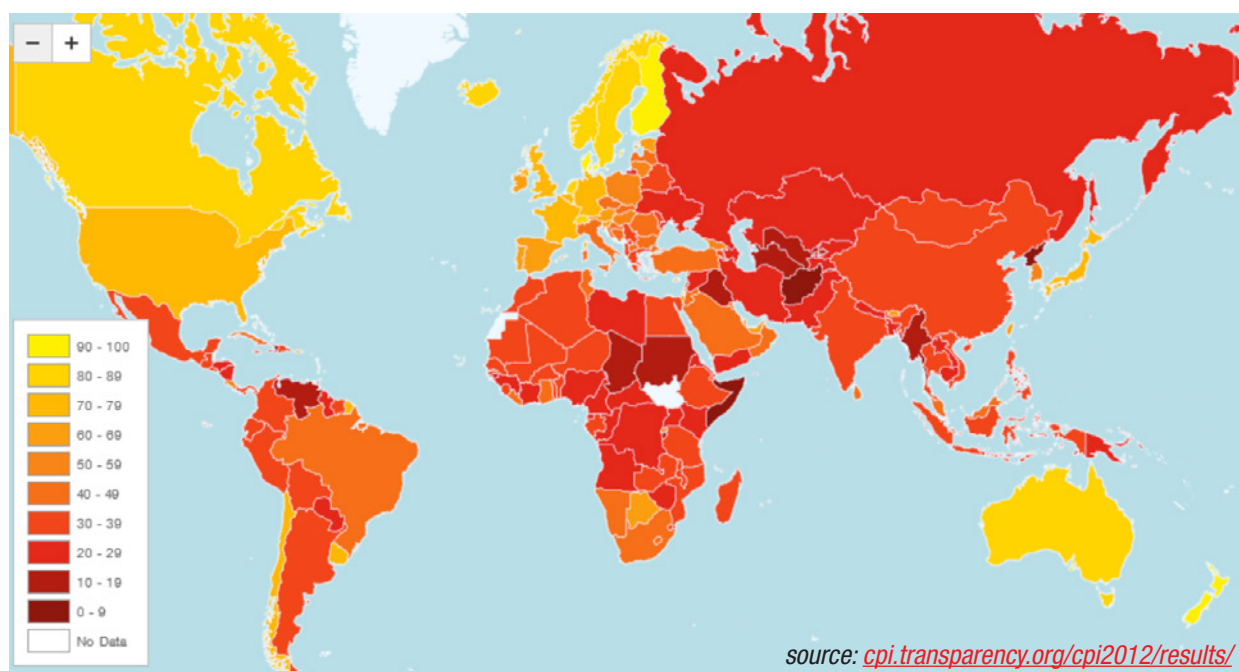 − +
90 - 100
80 - 89
70 - 79
60 - 69
50 - 59
40 - 49
30 - 39
20 - 29
10 - 19
0 - 9
No Data
source: cpi.transparency.org/cpi2012/results/